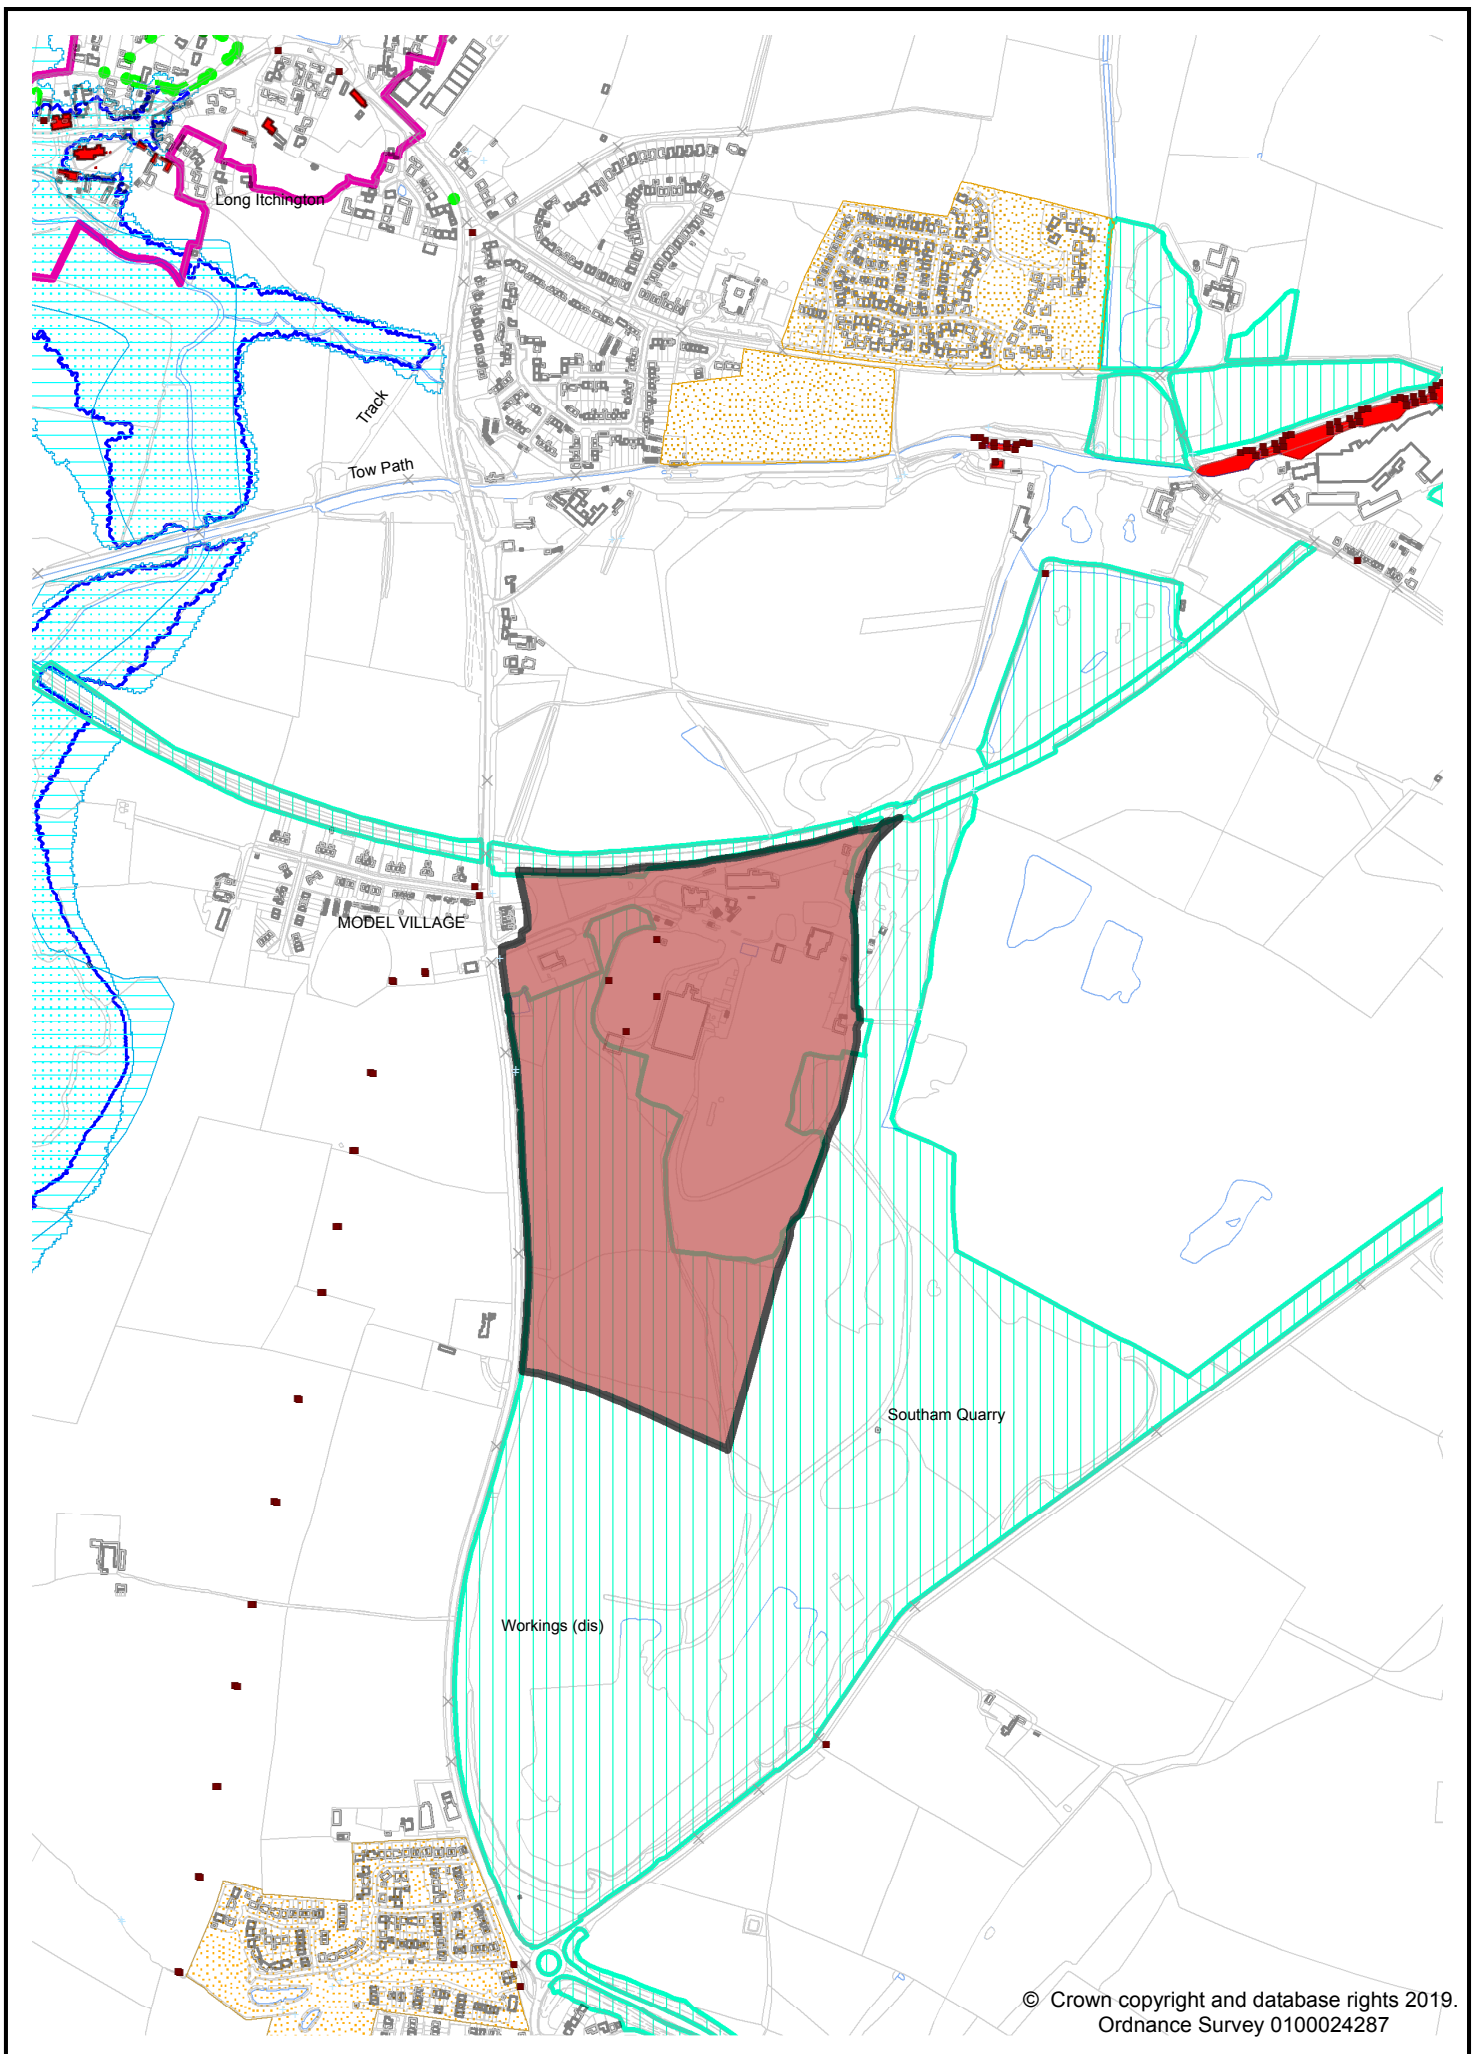 Long Itchington
Track
Tow Path
MODEL VILLAGE
Southam Quarry
Workings (dis)
© Crown copyright and database rights 2019.
Ordnance Survey 0100024287